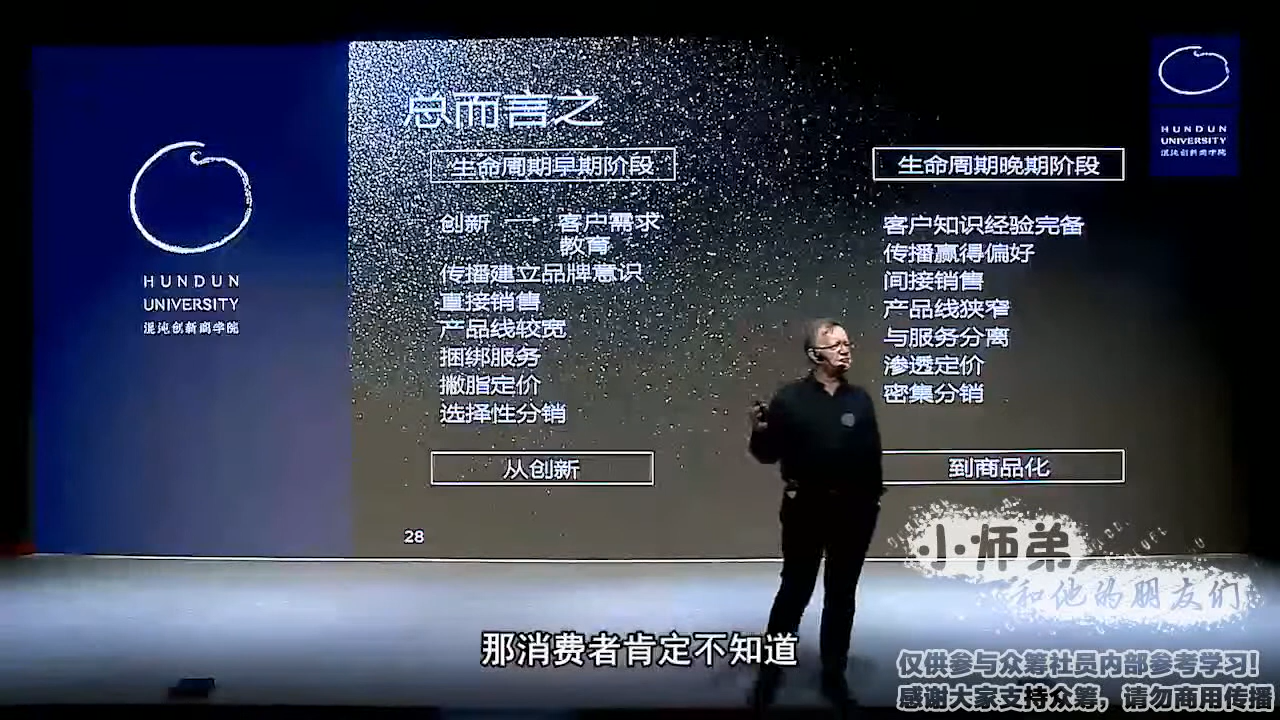 总而言之
生命周期早期阶段
创新 → 客户需求
教育
传播建立品牌意识
直接销售
产品线较宽
捆绑服务
撇脂定价
选择性分销
从创新
生命周期晚期阶段
客户知识经验完备
传播赢得偏好
间接销售
产品线狭窄
与服务分离
渗透定价
密集分销
到商品化
28
HUNDUN
UNIVERSITY
混沌创新商学院
HUNDUN
UNIVERSITY
混沌创新商学院
小师弟
和他的朋友们
那消费者肯定不知道
仅供参与众筹社员内部参考学习!
感谢大家支持众筹，请勿商用传播